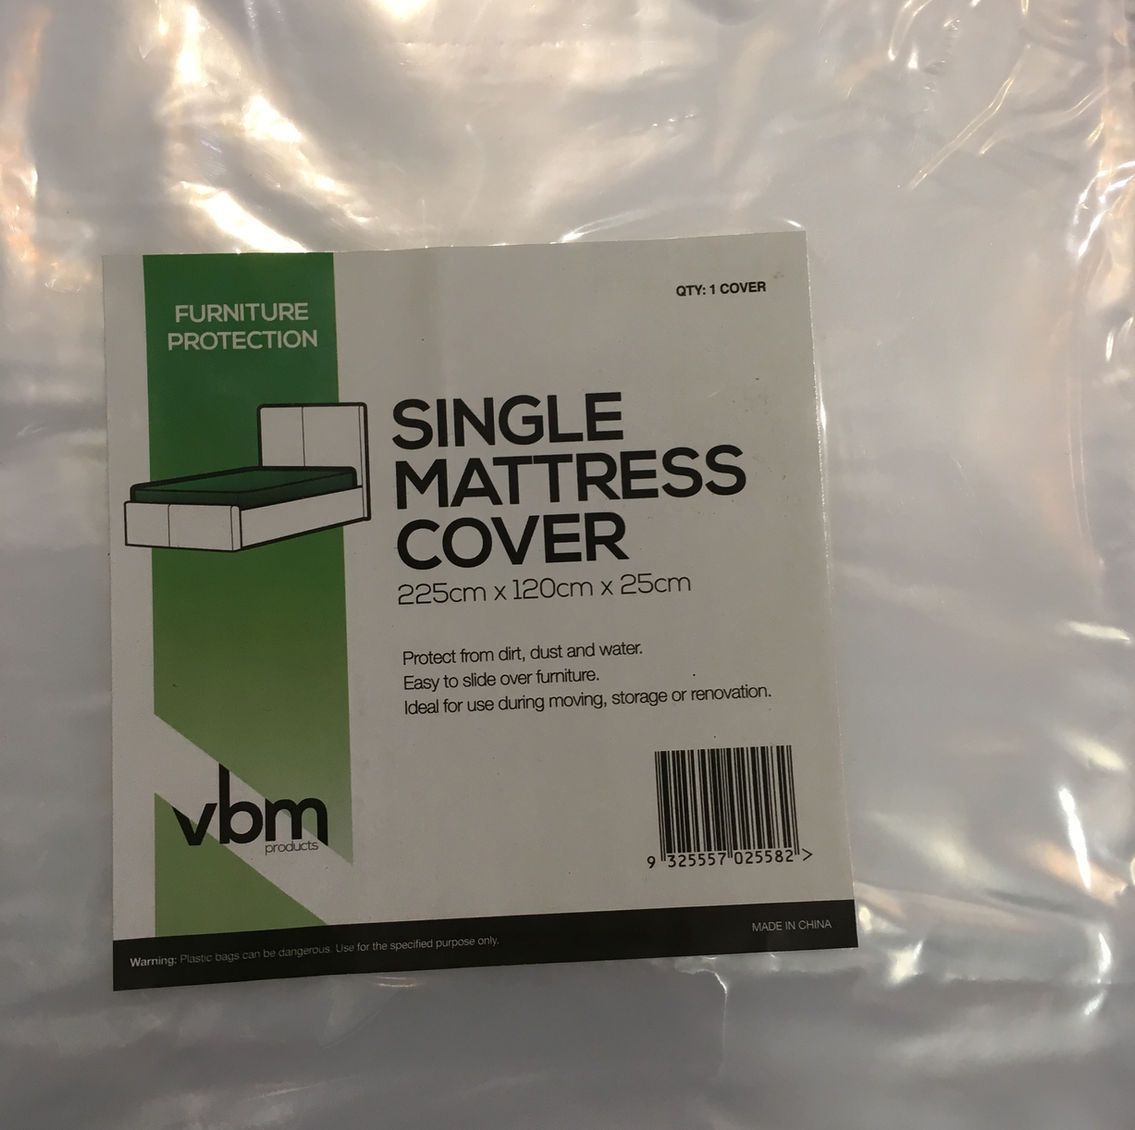 FURNITURE
PROTECTION
QTY: 1 COVER
SINGLE
MATTRESS
COVER
225cm x 120cm x 25cm
Protect from dirt, dust and water.
Easy to slide over furniture.
Ideal for use during moving, storage or renovation.
vbm
products
9 325557 025582 >
Warning: Plastic bags can be dangerous. Use for the specified purpose only.
MADE IN CHINA